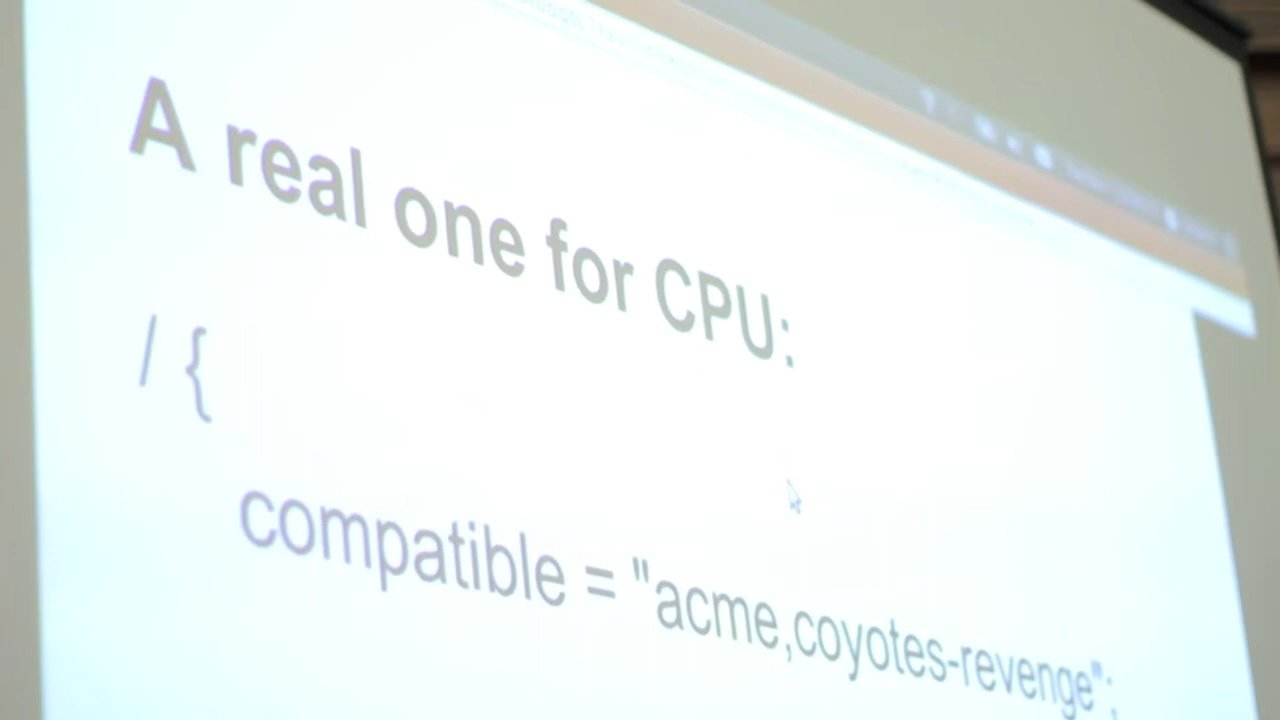 A real one for CPU:
/ {
compatible = "acme,coyotes-revenge";